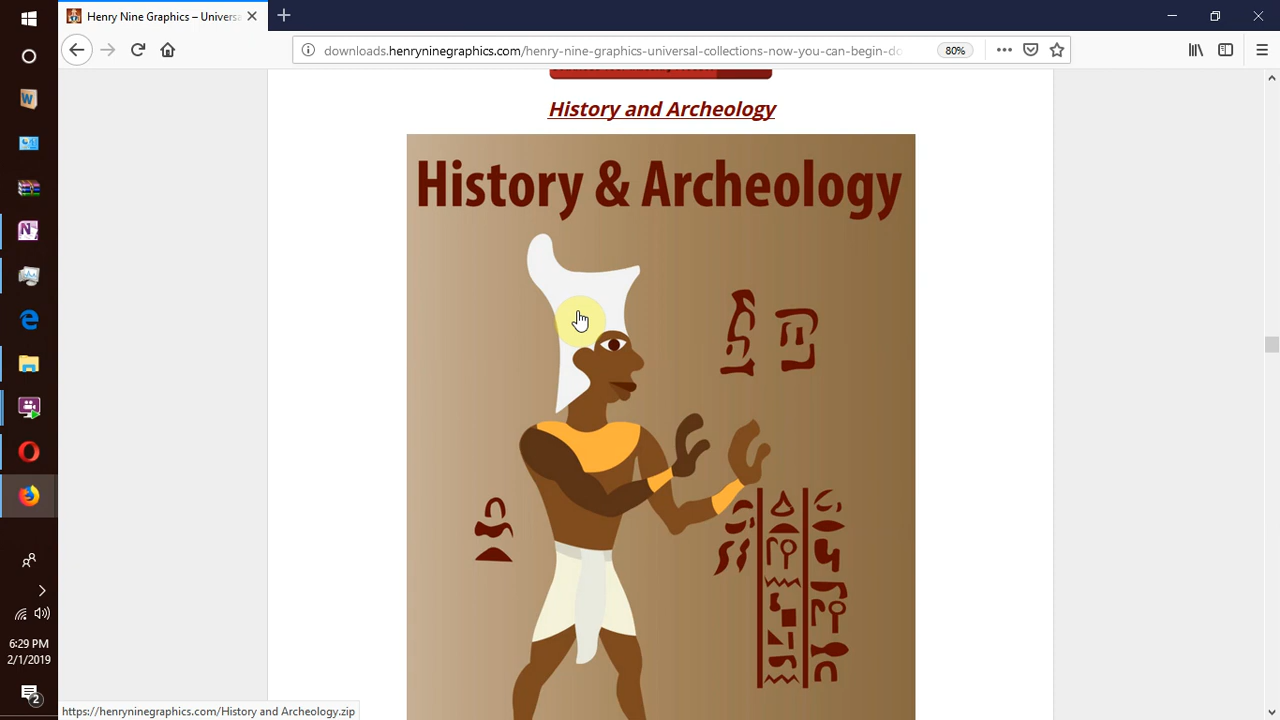 Henry Nine Graphics – Universa
downloads.henryninegraphics.com/henry-nine-graphics-universal-collections-now-you-can-begin-do
80%
History and Archeology
History & Archeology
6:29 PM
2/1/2019
2
https://henryninegraphics.com/History and Archeology.zip